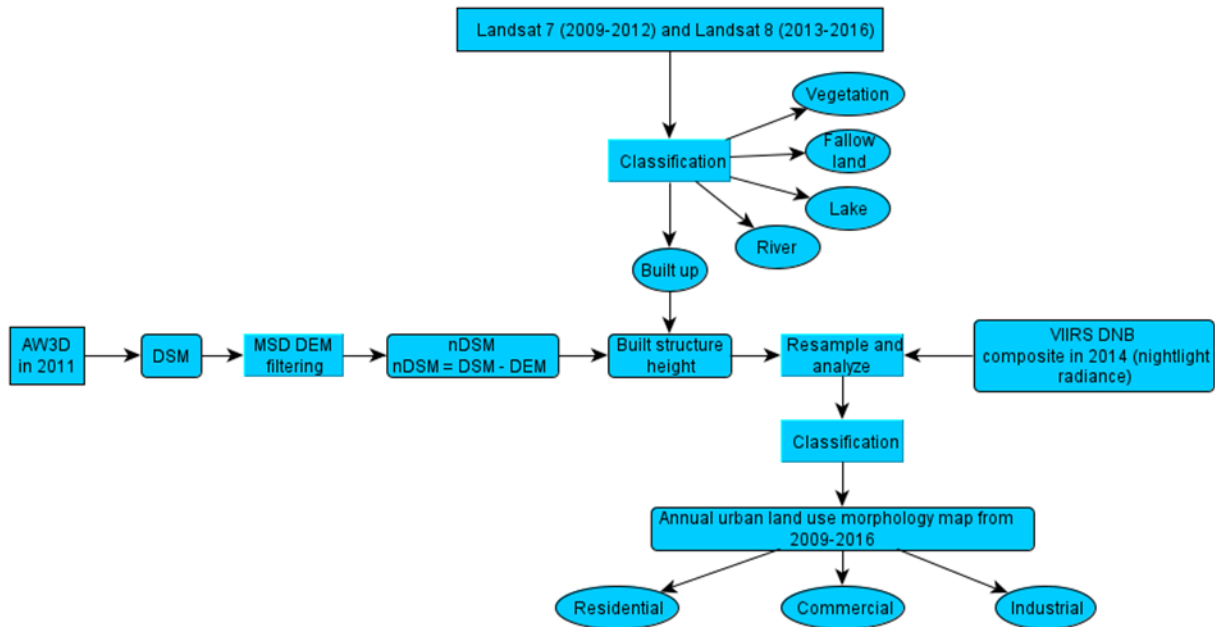 Landsat 7 (2009-2012) and Landsat 8 (2013-2016)
Vegetation
Classification
Fallow
land
Lake
River
Built up
AW3D
in 2011
DSM
MSD DEM
filtering
nDSM
nDSM = DSM - DEM
Built structure
height
Resample and
analyze
VIIRS DNB
composite in 2014 (nightlight
radiance)
Classification
Annual urban land use morphology map from
2009-2016
Residential
Commercial
Industrial